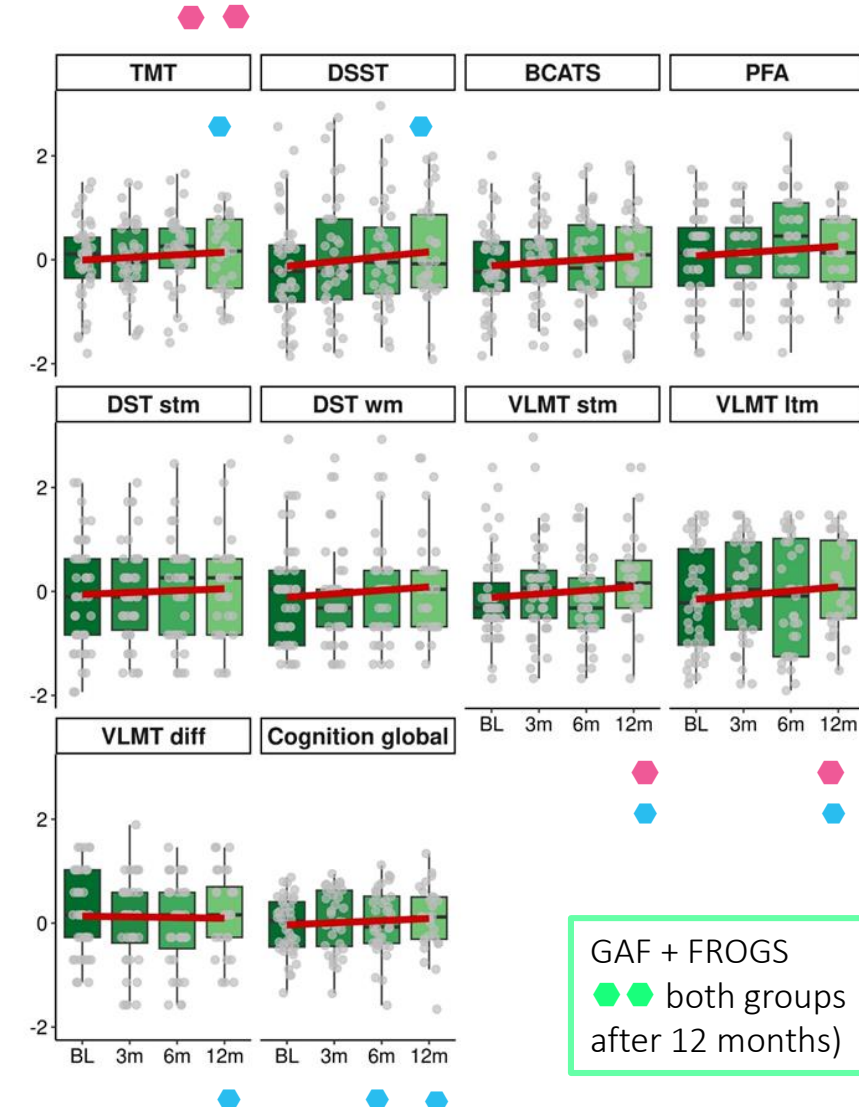 TMT DSST BCATS PFA
2
0
-2
DST stm DST wm VLMT stm VLMT ltm
2
0
-2
BL 3m 6m 12m BL 3m 6m 12m
VLMT diff Cognition global
2
0
-2
BL 3m 6m 12m BL 3m 6m 12m
GAF + FROGS
both groups
after 12 months)